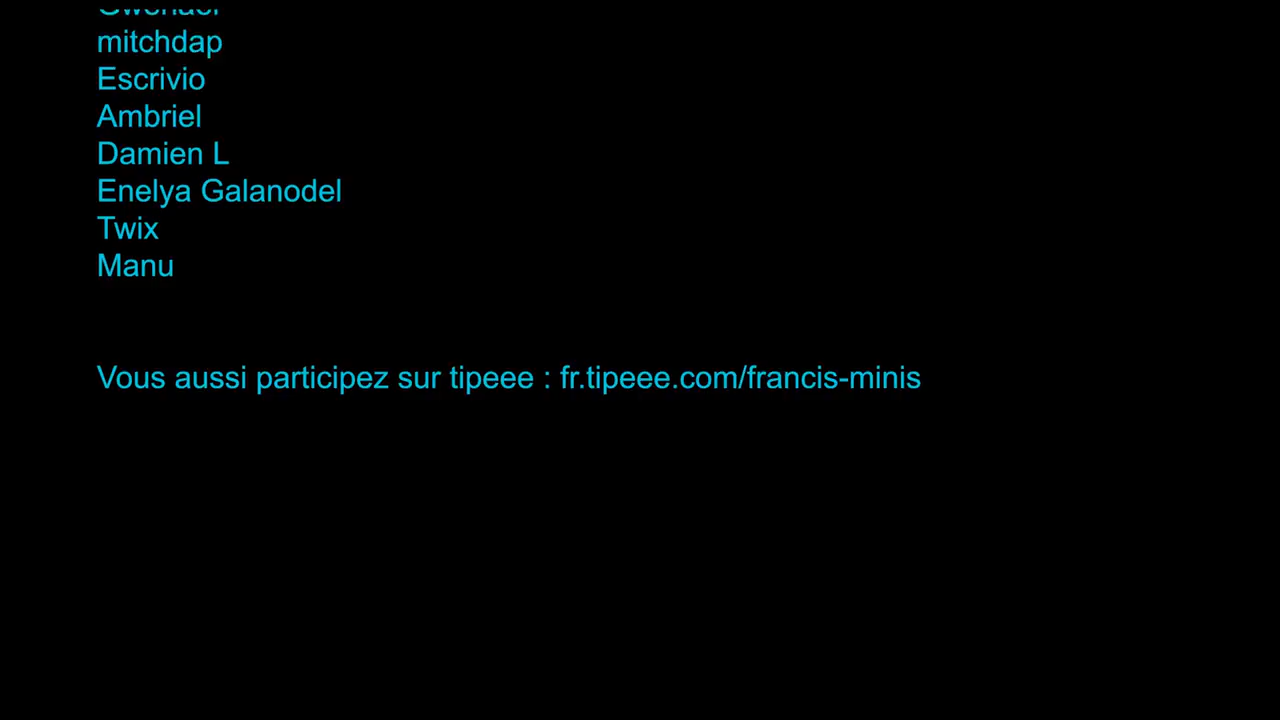 mitchdap
Escrivio
Ambriel
Damien L
Enelya Galanodel
Twix
Manu
Vous aussi participez sur tipeee : fr.tipeee.com/francis-minis